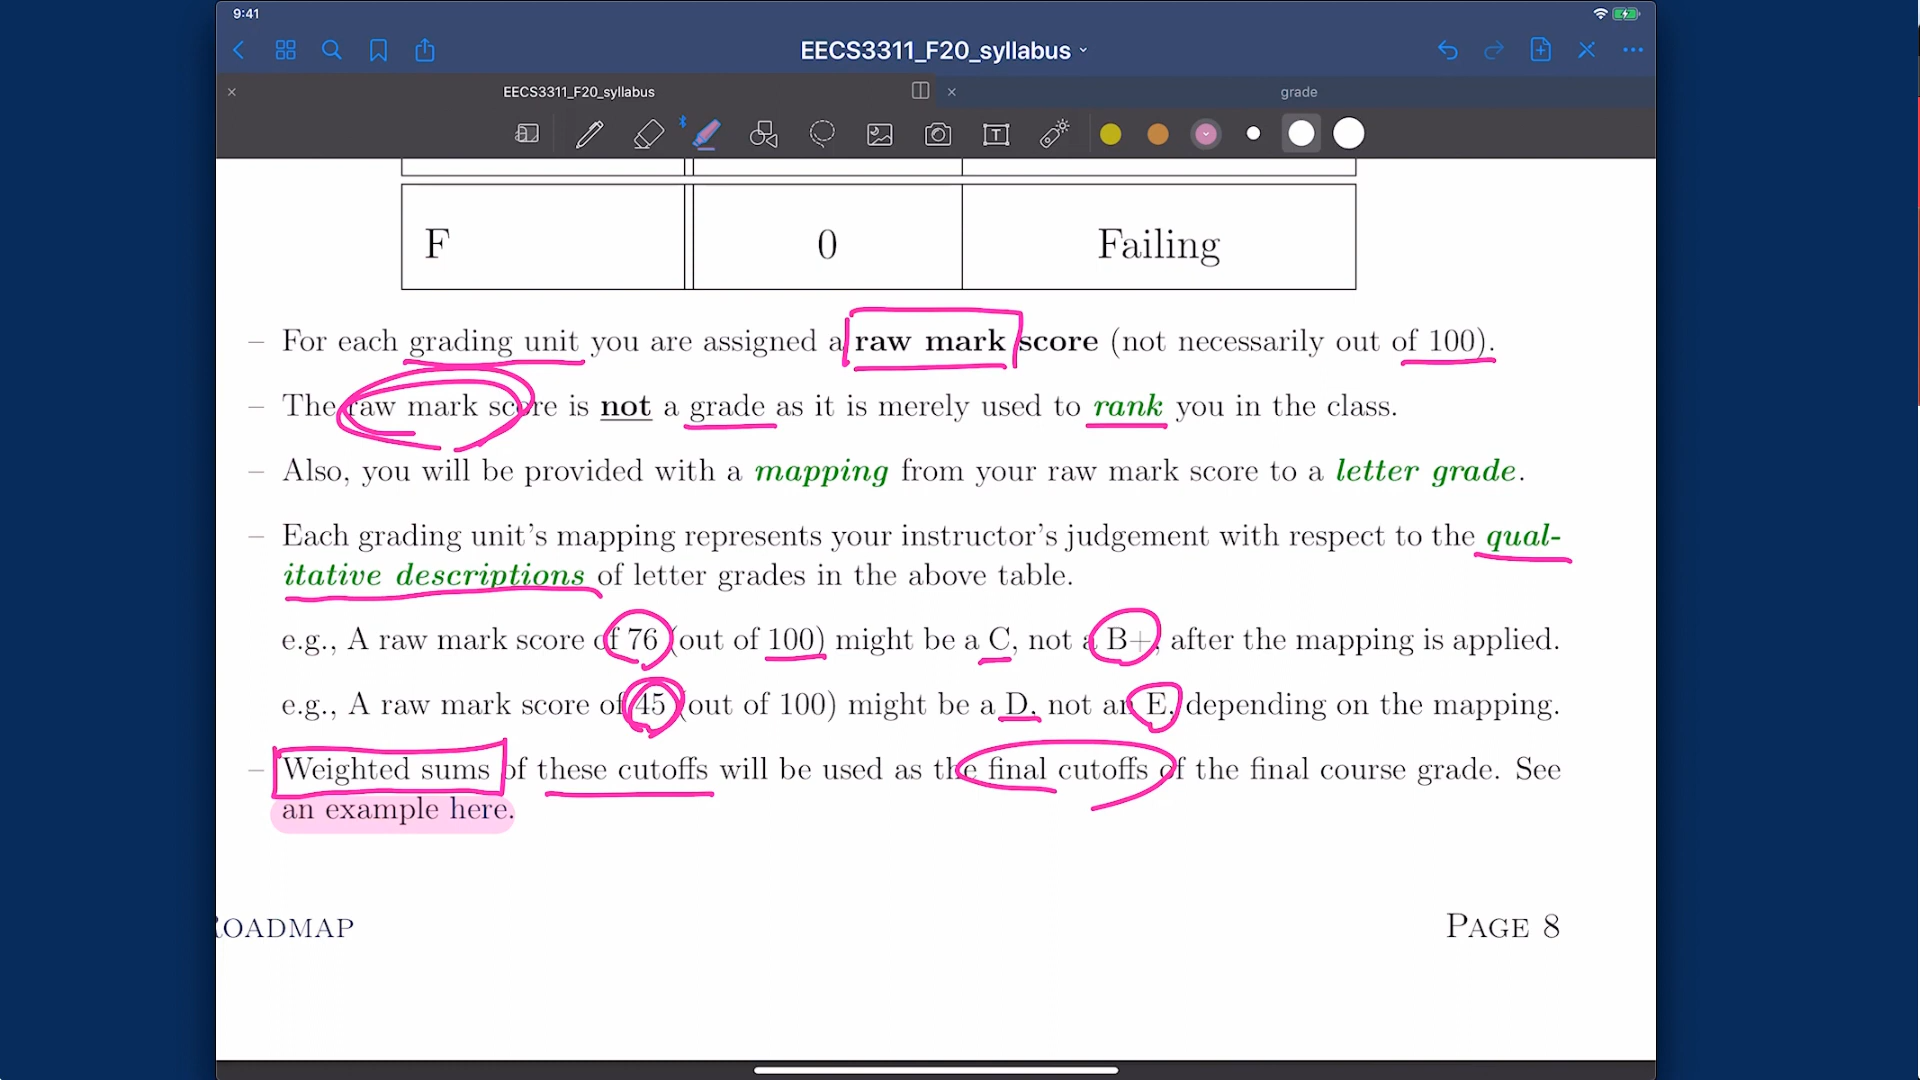 9:41
EECS3311_F20_syllabus
EECS3311_F20_syllabus
grade
F 0 Failing
– For each grading unit you are assigned a raw mark score (not necessarily out of 100).
– The raw mark score is not a grade as it is merely used to rank you in the class.
– Also, you will be provided with a mapping from your raw mark score to a letter grade.
– Each grading unit's mapping represents your instructor's judgement with respect to the qual-
itative descriptions of letter grades in the above table.
e.g., A raw mark score of 76 (out of 100) might be a C, not a B+, after the mapping is applied.
e.g., A raw mark score of 45 (out of 100) might be a D, not an E, depending on the mapping.
– Weighted sums of these cutoffs will be used as the final cutoffs of the final course grade. See
an example here.
ROADMAP PAGE 8